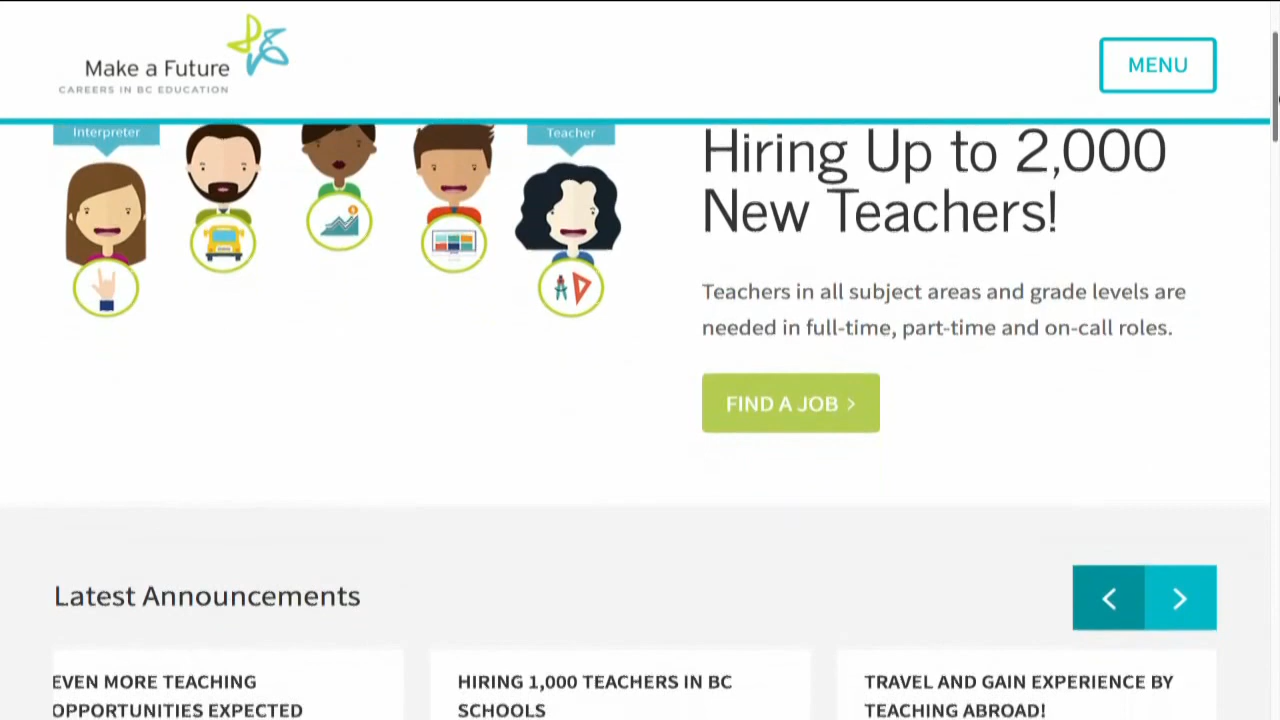 Make a Future
CAREERS IN BC EDUCATION
MENU
Interpreter
Teacher
Hiring Up to 2,000
New Teachers!
Teachers in all subject areas and grade levels are
needed in full-time, part-time and on-call roles.
FIND A JOB >
Latest Announcements
EVEN MORE TEACHING
OPPORTUNITIES EXPECTED
HIRING 1,000 TEACHERS IN BC
SCHOOLS
TRAVEL AND GAIN EXPERIENCE BY
TEACHING ABROAD!